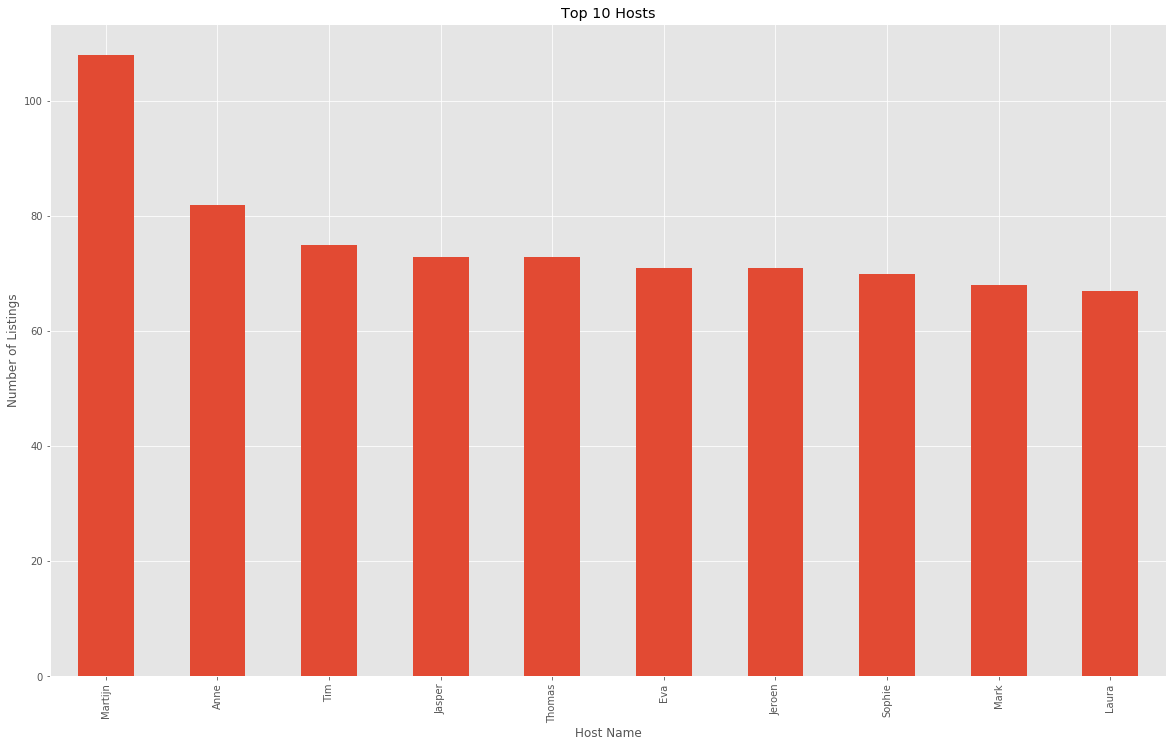 Top 10 Hosts
Number of Listings
100
80
60
40
20
0
Martijn
Anne
Tim
Jasper
Thomas
Eva
Jeroen
Sophie
Mark
Laura
Host Name